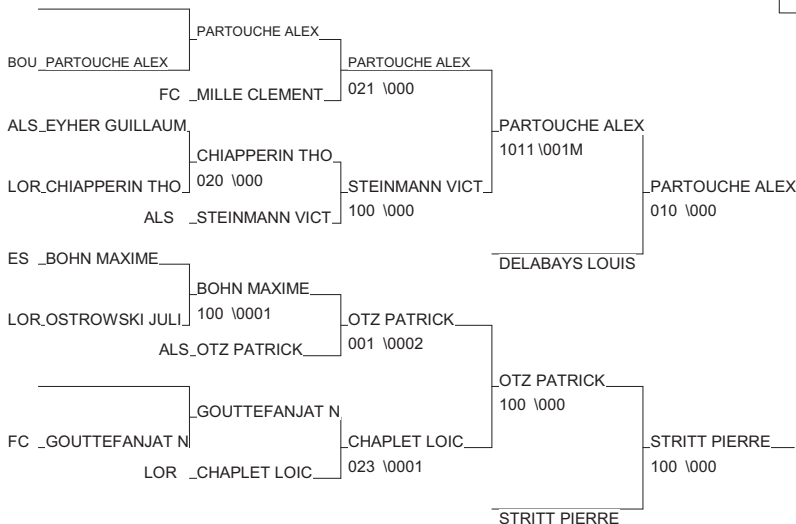 PARTOUCHE ALEX
BOU PARTOUCHE ALEX
PARTOUCHE ALEX
FC MILLE CLEMENT
021 \000
ALS EYHER GUILLAUM
PARTOUCHE ALEX
1011 \001M
CHIAPPERIN THO
020 \000
LOR CHIAPPERIN THO
STEINMANN VICT
PARTOUCHE ALEX
100 \000
010 \000
ALS STEINMANN VICT
ES BOHN MAXIME
DELABAYS LOUIS
BOHN MAXIME
100 \0001
LOR OSTROWSKI JULI
OTZ PATRICK
001 \0002
ALS OTZ PATRICK
OTZ PATRICK
100 \000
GOUTTEFANJAT N
FC GOUTTEFANJAT N
CHAPLET LOIC
STRITT PIERRE
023 \0001
100 \000
LOR CHAPLET LOIC
STRITT PIERRE